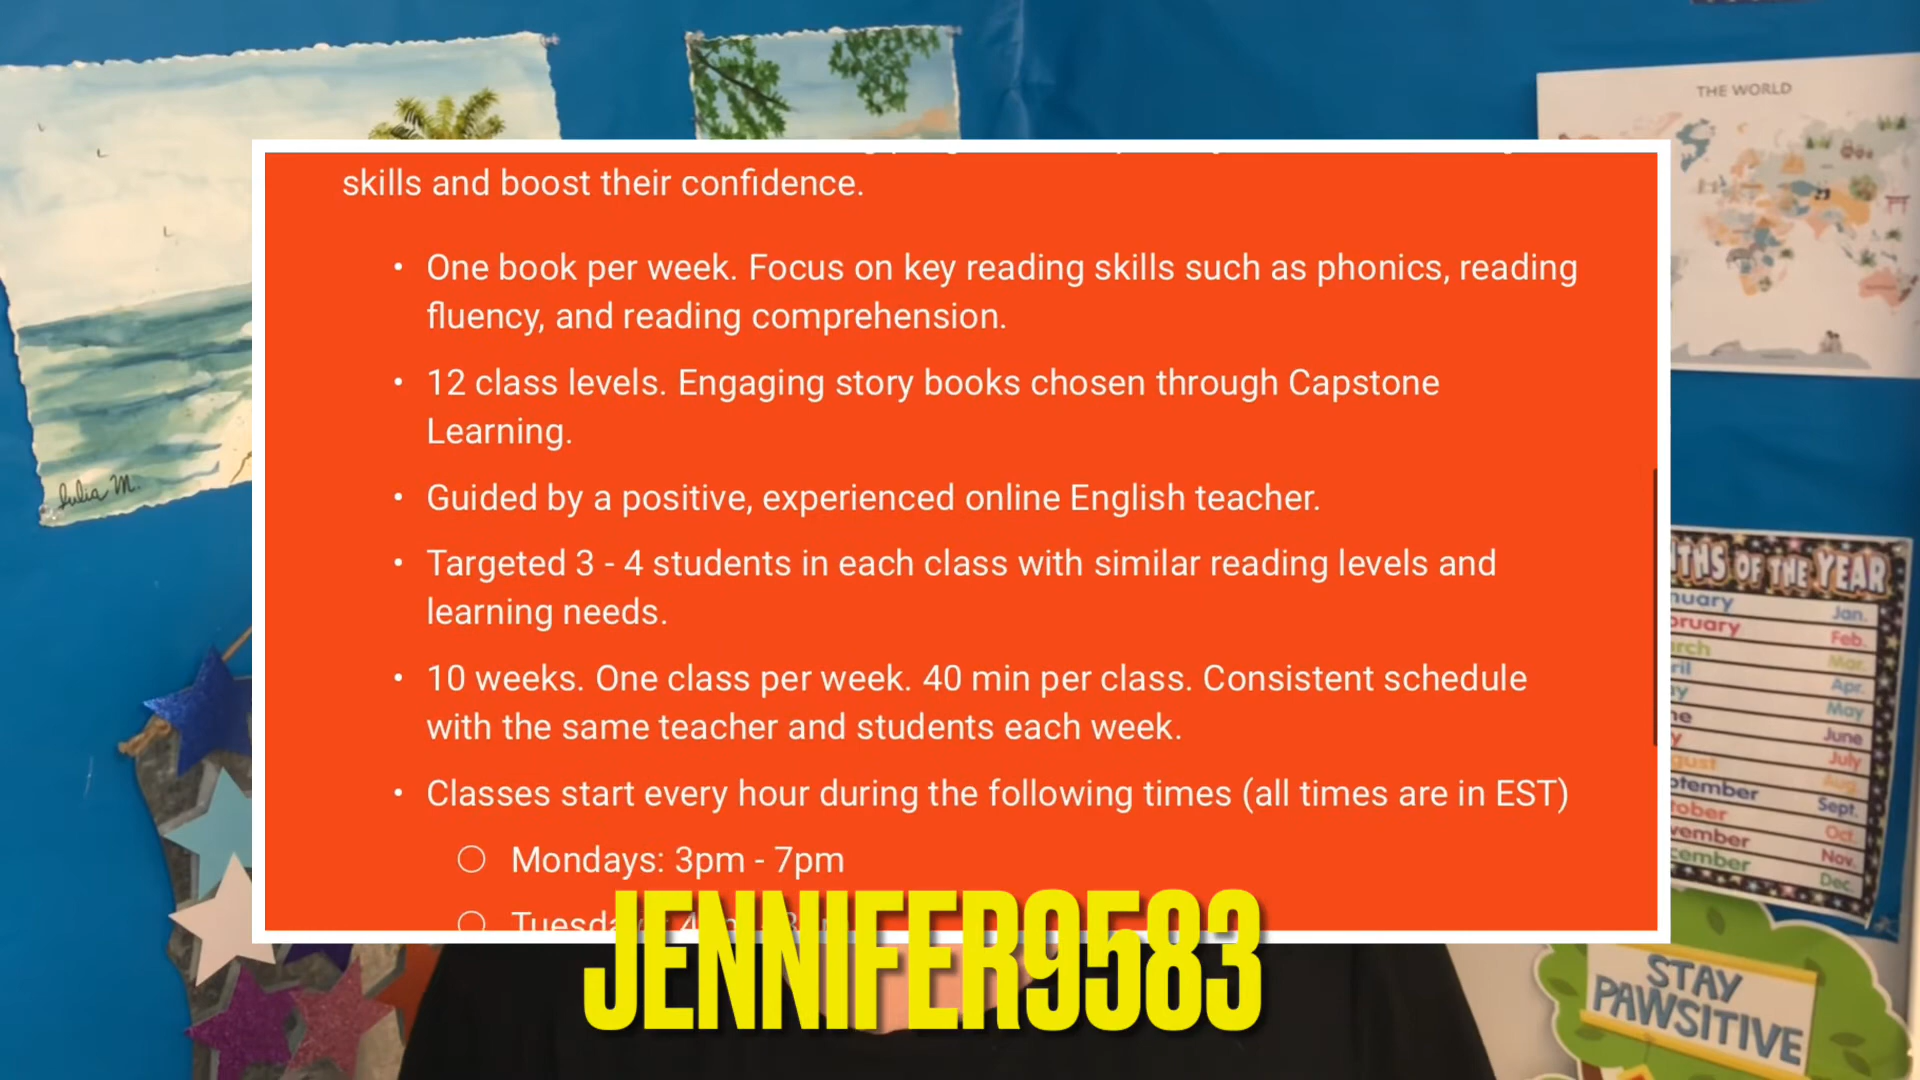 THE WORLD
skills and boost their confidence.
• One book per week. Focus on key reading skills such as phonics, reading
fluency, and reading comprehension.
• 12 class levels. Engaging story books chosen through Capstone
Learning.
• Guided by a positive, experienced online English teacher.
• Targeted 3 - 4 students in each class with similar reading levels and
learning needs.
• 10 weeks. One class per week. 40 min per class. Consistent schedule
with the same teacher and students each week.
• Classes start every hour during the following times (all times are in EST)
○ Mondays: 3pm - 7pm
JENNIFER9583
Julia M.
OF THE YEAR
Jan.
Feb.
Mar.
Apr.
May
June
July
Aug.
Sept.
Oct.
Nov.
Dec.
STAY
PAWSITIVE